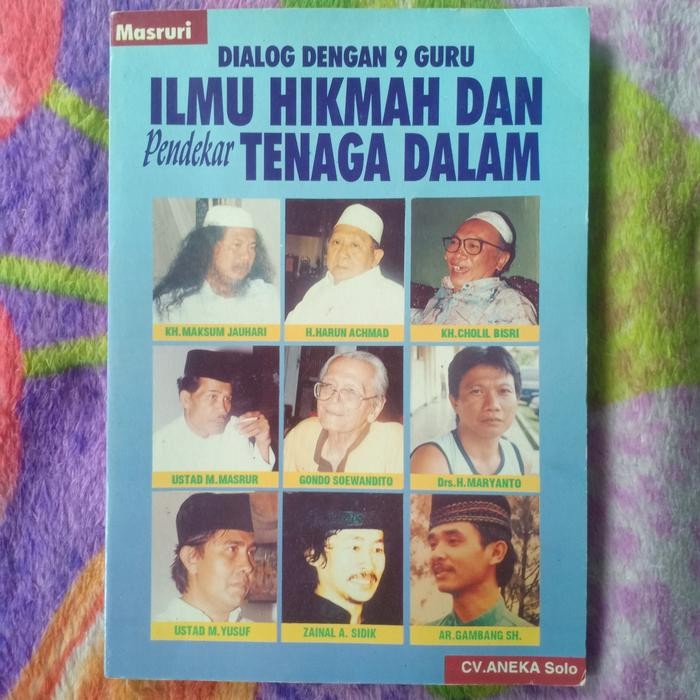 Masruri
DIALOG DENGAN 9 GURU
ILMU HIKMAH DAN
Pendekar TENAGA DALAM
KH.MAKSUM JAUHARI
H.HARUN ACHMAD
KH.CHOLIL BISRI
USTAD M.MASRUR
GONDO SOEWANDITO
Drs.H.MARYANTO
USTAD M.YUSUF
ZAINAL A. SIDIK
AR.GAMBANG SH.
CV.ANEKA Solo